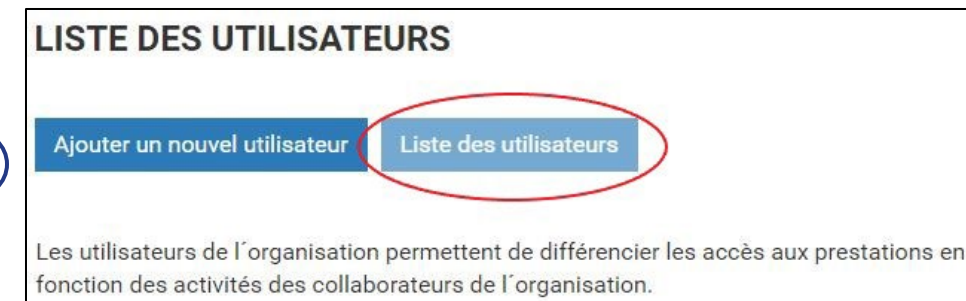 LISTE DES UTILISATEURS
Ajouter un nouvel utilisateur Liste des utilisateurs
Les utilisateurs de l´organisation permettent de différencier les accès aux prestations en
fonction des activités des collaborateurs de l´organisation.